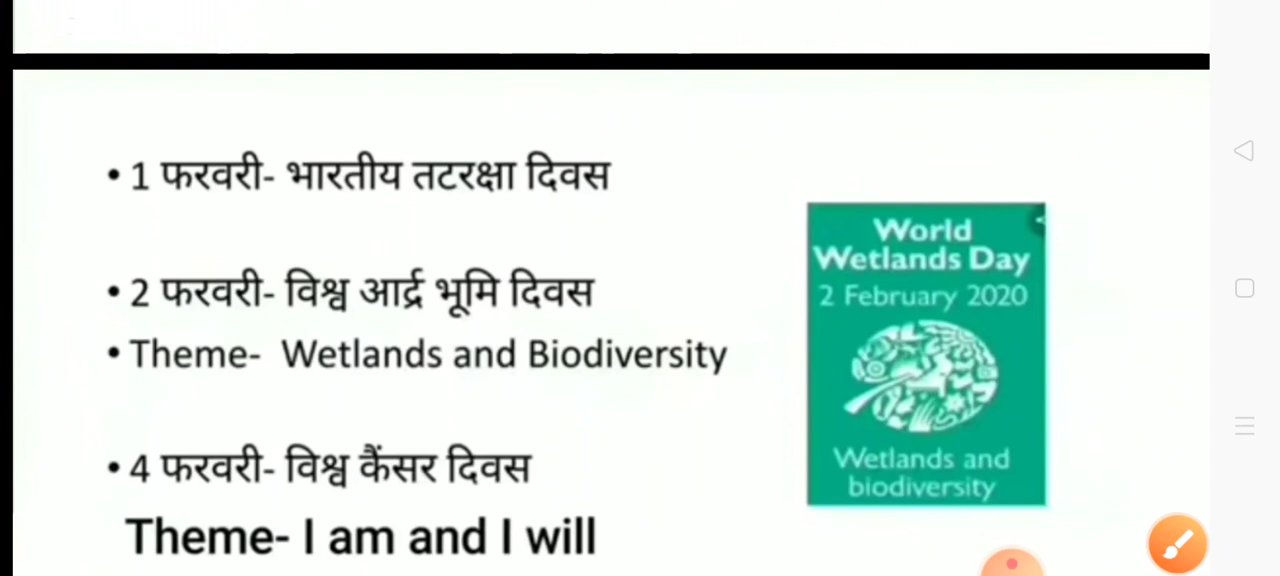 • 1 फरवरी- भारतीय तटरक्षा दिवस
• 2 फरवरी- विश्व आर्द्र भूमि दिवस
• Theme- Wetlands and Biodiversity
• 4 फरवरी- विश्व कैंसर दिवस
Theme- I am and I will
World
Wetlands Day
2 February 2020
Wetlands and
biodiversity